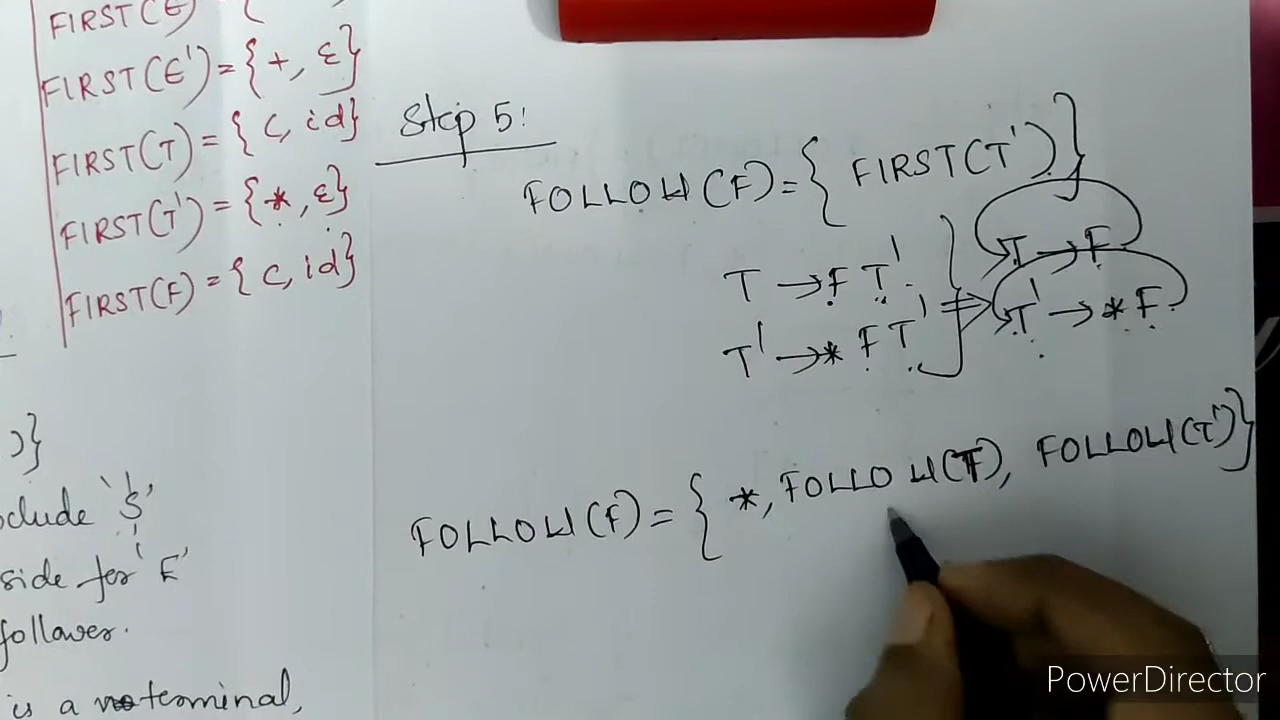 FIRST(E) {
FIRST(E') = { +, ε}
FIRST(T) = { (, id}
FIRST(T') = { *, ε}
FIRST(F) = { (, id}
)}
clude '$'
side for 'E'
follower.
is a terminal,
Step 5:
FOLLOW(F) = { FIRST(T') }
T → F T'
T' → * F T'
T → F
T' → * F
FOLLOW(F) = { *, FOLLOW(T), FOLLOW(T') }
PowerDirector